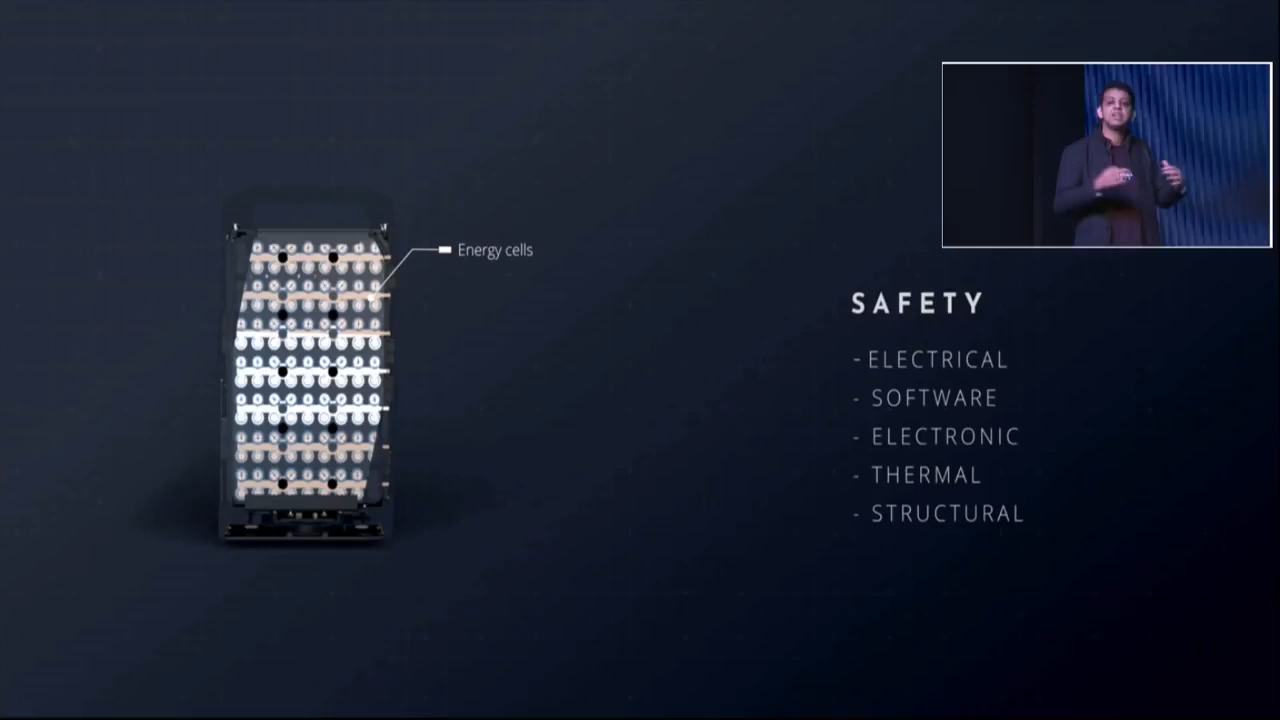 Energy cells
SAFETY
- ELECTRICAL
- SOFTWARE
- ELECTRONIC
- THERMAL
- STRUCTURAL